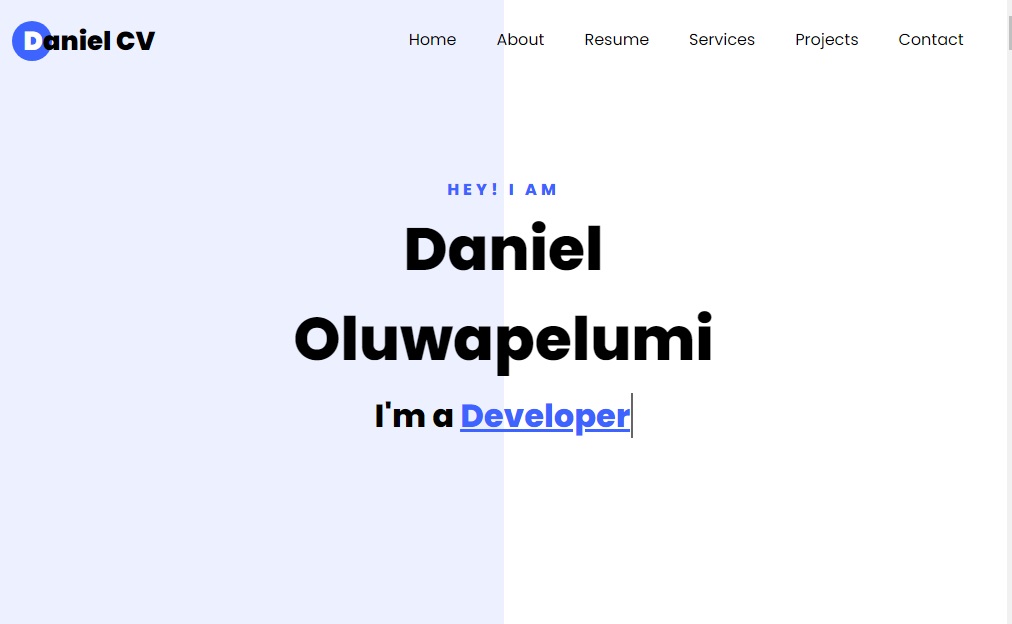 Daniel CV
Home About Resume Services Projects Contact
HEY! I AM
Daniel
Oluwapelumi
I'm a Developer